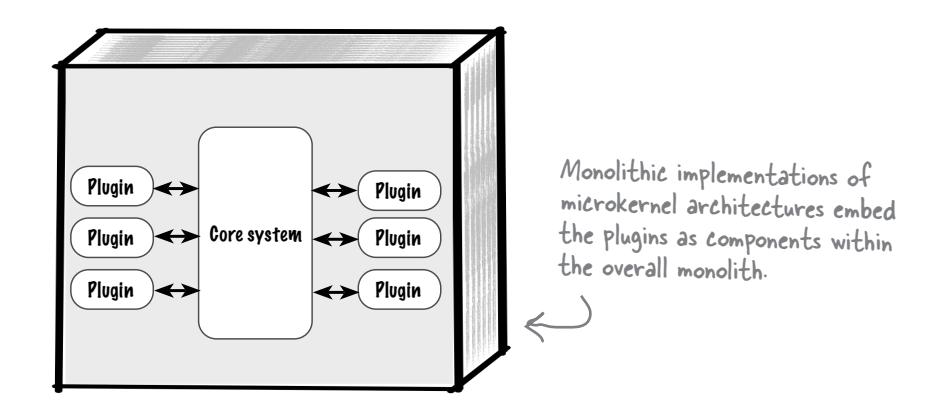 Plugin
Plugin
Plugin
Core system
Plugin
Plugin
Plugin
Monolithic implementations of
microkernel architectures embed
the plugins as components within
the overall monolith.